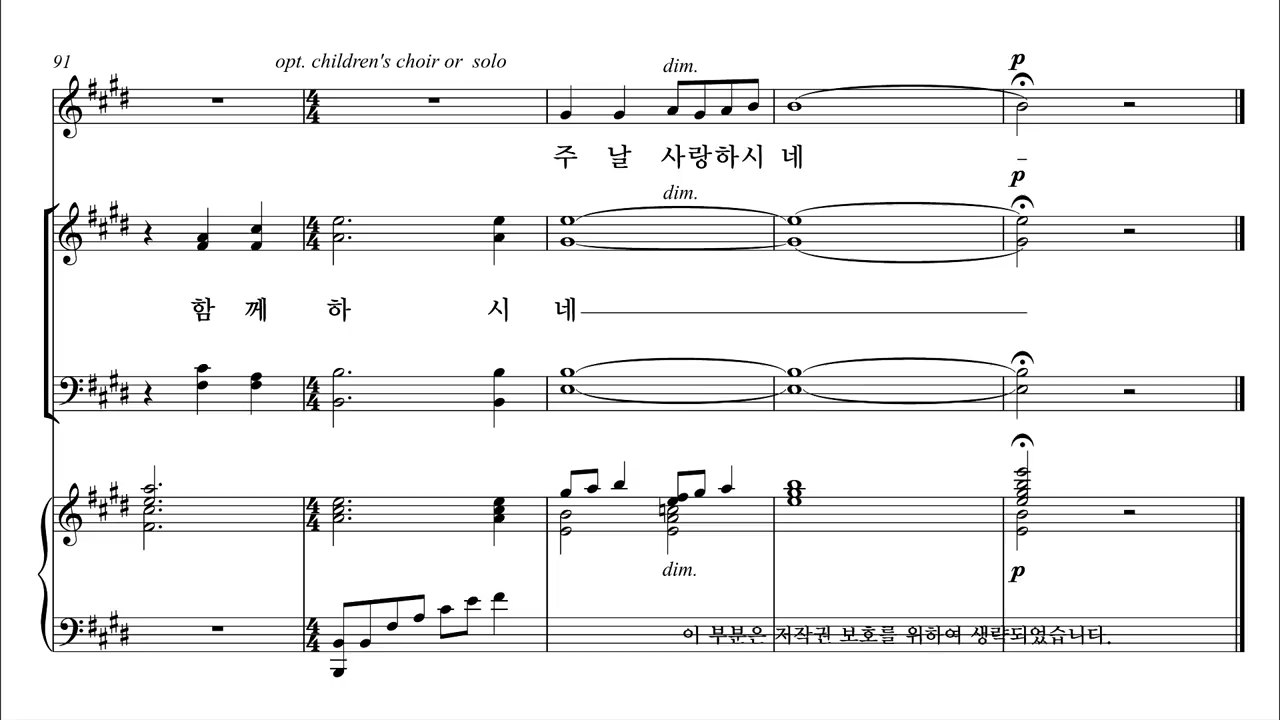 91 opt. children's choir or solo dim. p
주 날 사랑하시 네
dim. p
함 께 하 시 네
dim. p
이 부분은 저작권 보호를 위하여 생략되었습니다.